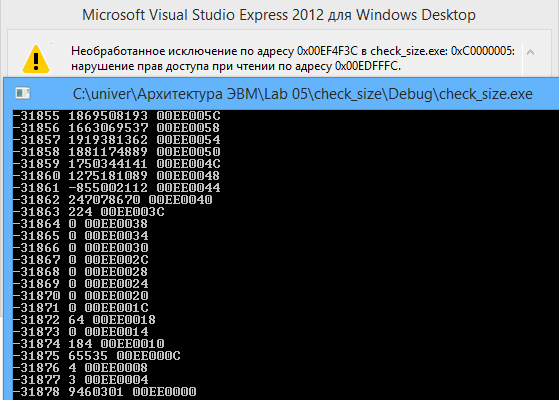 Microsoft Visual Studio Express 2012 для Windows Desktop
Необработанное исключение по адресу 0x00EF4F3C в check_size.exe: 0xC0000005:
нарушение прав доступа при чтении по адресу 0x00EDFFFC.
C:\univer\Архитектура ЭВМ\Lab 05\check_size\Debug\check_size.exe
-31855 1869508193 00EE005C
-31856 1663069537 00EE0058
-31857 1919381362 00EE0054
-31858 1881174889 00EE0050
-31859 1750344141 00EE004C
-31860 1275181089 00EE0048
-31861 -855002112 00EE0044
-31862 247078670 00EE0040
-31863 224 00EE003C
-31864 0 00EE0038
-31865 0 00EE0034
-31866 0 00EE0030
-31867 0 00EE002C
-31868 0 00EE0028
-31869 0 00EE0024
-31870 0 00EE0020
-31871 0 00EE001C
-31872 64 00EE0018
-31873 0 00EE0014
-31874 184 00EE0010
-31875 65535 00EE000C
-31876 4 00EE0008
-31877 3 00EE0004
-31878 9460301 00EE0000